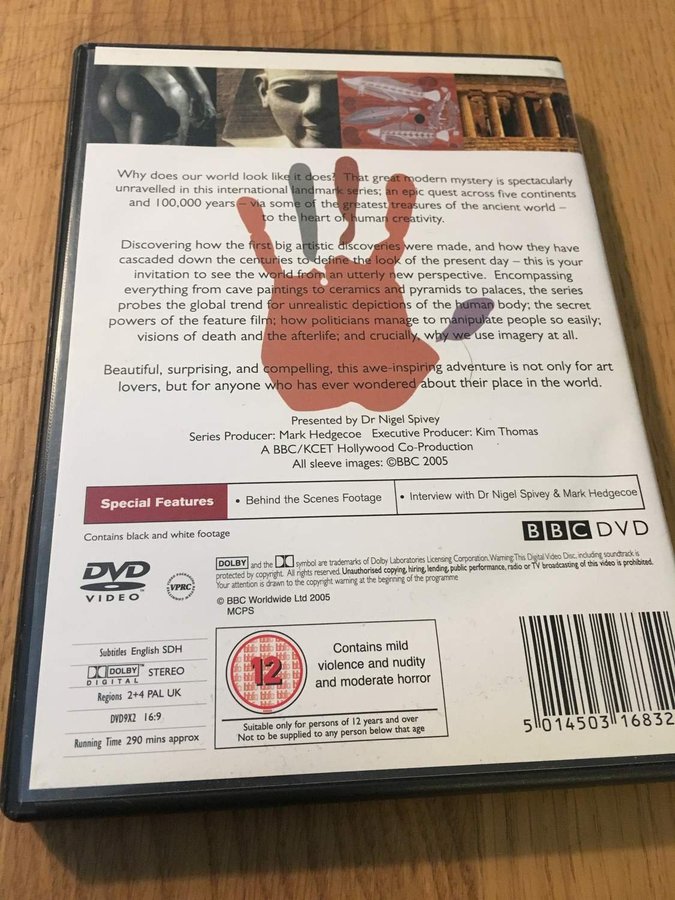 Why does our world look like it does? That great modern mystery is spectacularly
unravelled in this international landmark series; an epic quest across five continents
and 100,000 years – via some of the greatest treasures of the ancient world –
to the heart of human creativity.
Discovering how the first big artistic discoveries were made, and how they have
cascaded down the centuries to define the look of the present day – this is your
invitation to see the world from an utterly new perspective. Encompassing
everything from cave paintings to ceramics and pyramids to palaces, the series
probes the global trend for unrealistic depictions of the human body; the secret
powers of the feature film; how politicians manage to manipulate people so easily;
visions of death and the afterlife; and crucially, why we use imagery at all.
Beautiful, surprising, and compelling, this awe-inspiring adventure is not only for art
lovers, but for anyone who has ever wondered about their place in the world.
Presented by Dr Nigel Spivey
Series Producer: Mark Hedgecoe Executive Producer: Kim Thomas
A BBC/KCET Hollywood Co-Production
All sleeve images: ©BBC 2005
Special Features • Behind the Scenes Footage • Interview with Dr Nigel Spivey & Mark Hedgecoe
Contains black and white footage
BBC DVD
DVD VIDEO
VPRC
DOLBY and the DD symbol are trademarks of Dolby Laboratories Licensing Corporation. Warning: This Digital Video Disc, including soundtrack is
protected by copyright. All rights reserved. Unauthorised copying, hiring, lending, public performance, radio or TV broadcasting of this video is prohibited.
Your attention is drawn to the copyright warning at the beginning of the programme
© BBC Worldwide Ltd 2005
MCPS
Subtitles English SDH
DOLBY DIGITAL STEREO
Regions 2+4 PAL UK
DVD9X2 16:9
Running Time 290 mins approx
12
Contains mild
violence and nudity
and moderate horror
Suitable only for persons of 12 years and over
Not to be supplied to any person below that age
5 014503 16832